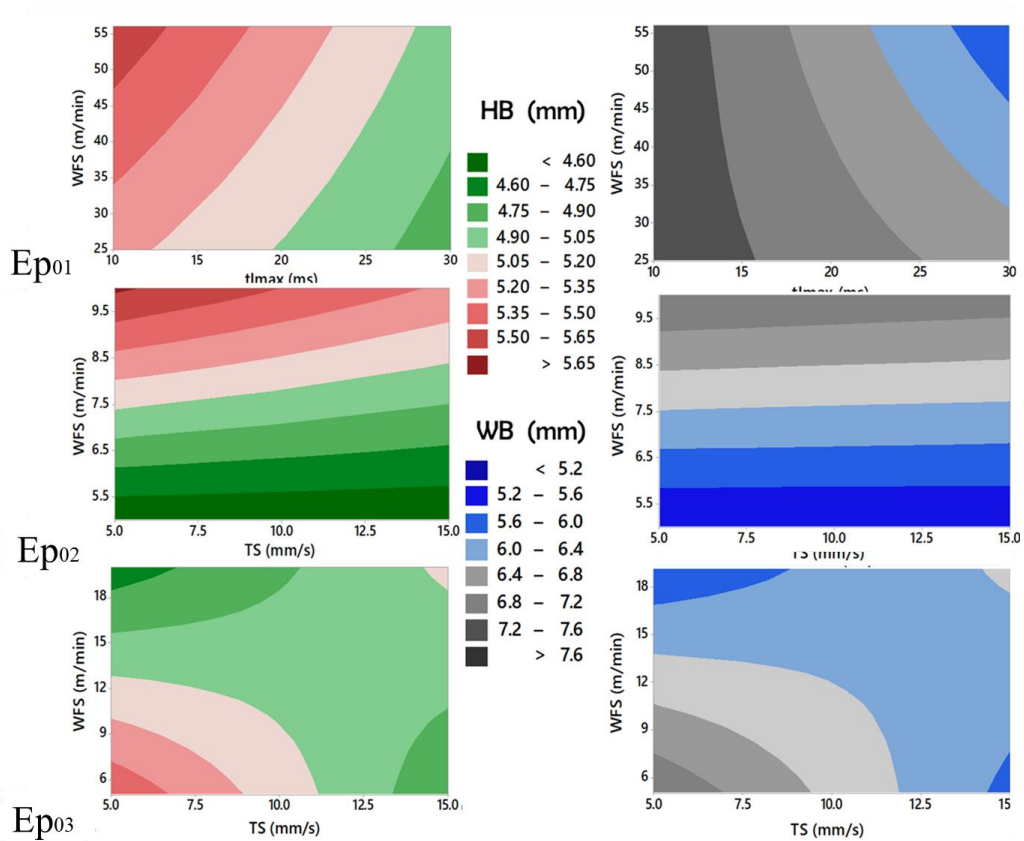 WFS (m/min)
55
50
45
40
35
30
25
10 15 20 25 30
tImax (ms)
Ep01
WFS (m/min)
55
50
45
40
35
30
25
10 15 20 25 30
tImax (ms)
HB (mm)
< 4.60
4.60 – 4.75
4.75 – 4.90
4.90 – 5.05
5.05 – 5.20
5.20 – 5.35
5.35 – 5.50
5.50 – 5.65
> 5.65
WFS (m/min)
9.5
8.5
7.5
6.5
5.5
5.0 7.5 10.0 12.5 15.0
TS (mm/s)
Ep02
WFS (m/min)
9.5
8.5
7.5
6.5
5.5
5.0 7.5 10.0 12.5 15.0
TS (mm/s)
WB (mm)
< 5.2
5.2 – 5.6
5.6 – 6.0
6.0 – 6.4
6.4 – 6.8
6.8 – 7.2
7.2 – 7.6
> 7.6
WFS (m/min)
18
15
12
9
6
5.0 7.5 10.0 12.5 15.0
TS (mm/s)
Ep03
WFS (m/min)
18
15
12
9
6
5.0 7.5 10.0 12.5 15.0
TS (mm/s)